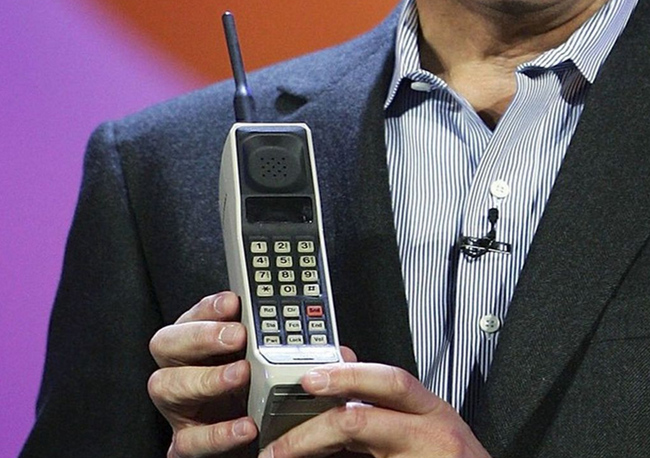 1 2 3
4 5 6
7 8 9
* 0 #
Rcl Clr Snd
Sto Fcn End
Pwr Lock Vol